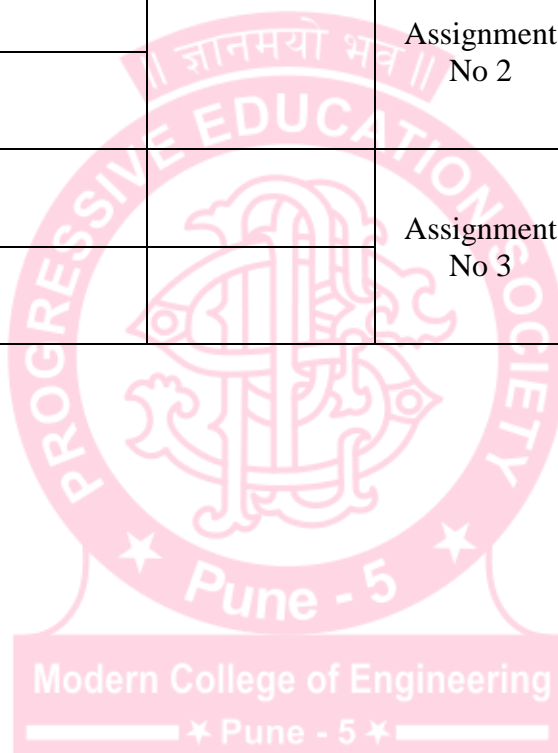 || ज्ञानमयो भव ||
Assignment
No 2
PROGRESSIVE EDUCATION SOCIETY
Assignment
No 3
Pune - 5
Modern College of Engineering
Pune - 5